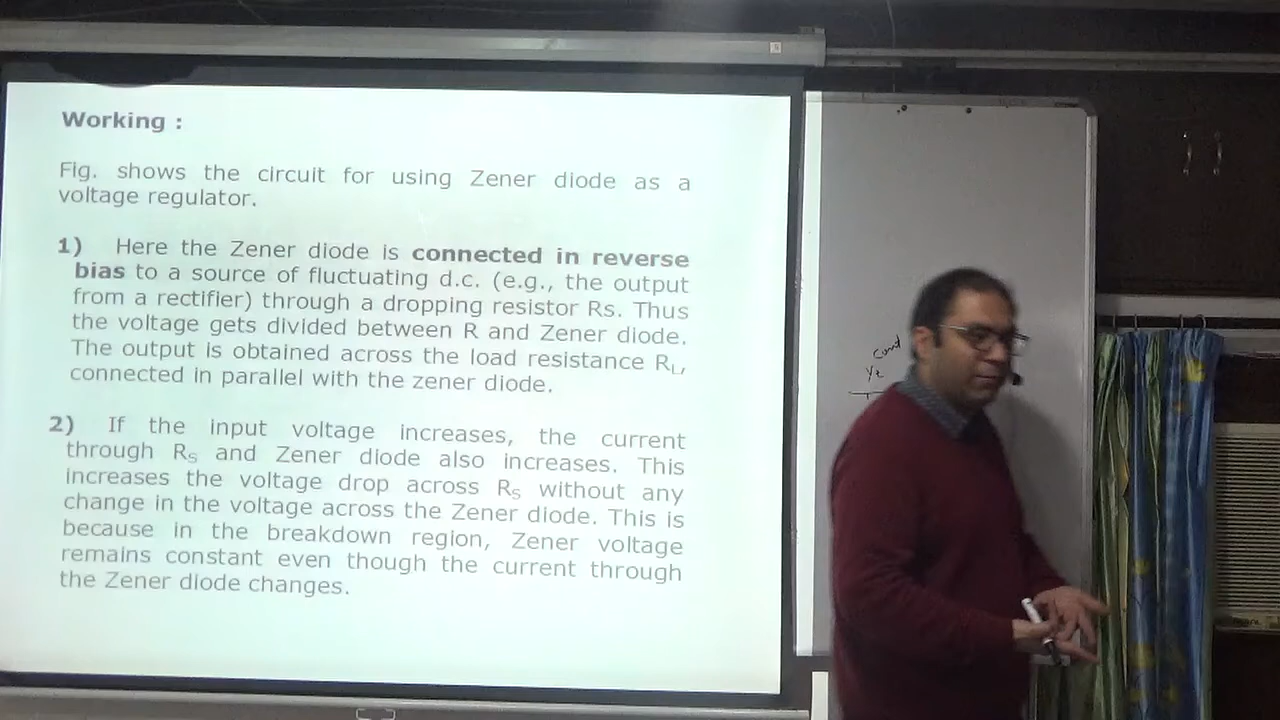 Working :
Fig. shows the circuit for using Zener diode as a
voltage regulator.
1) Here the Zener diode is connected in reverse
bias to a source of fluctuating d.c. (e.g., the output
from a rectifier) through a dropping resistor Rs. Thus
the voltage gets divided between R and Zener diode.
The output is obtained across the load resistance RL,
connected in parallel with the zener diode.
2) If the input voltage increases, the current
through RS and Zener diode also increases. This
increases the voltage drop across RS without any
change in the voltage across the Zener diode. This is
because in the breakdown region, Zener voltage
remains constant even though the current through
the Zener diode changes.